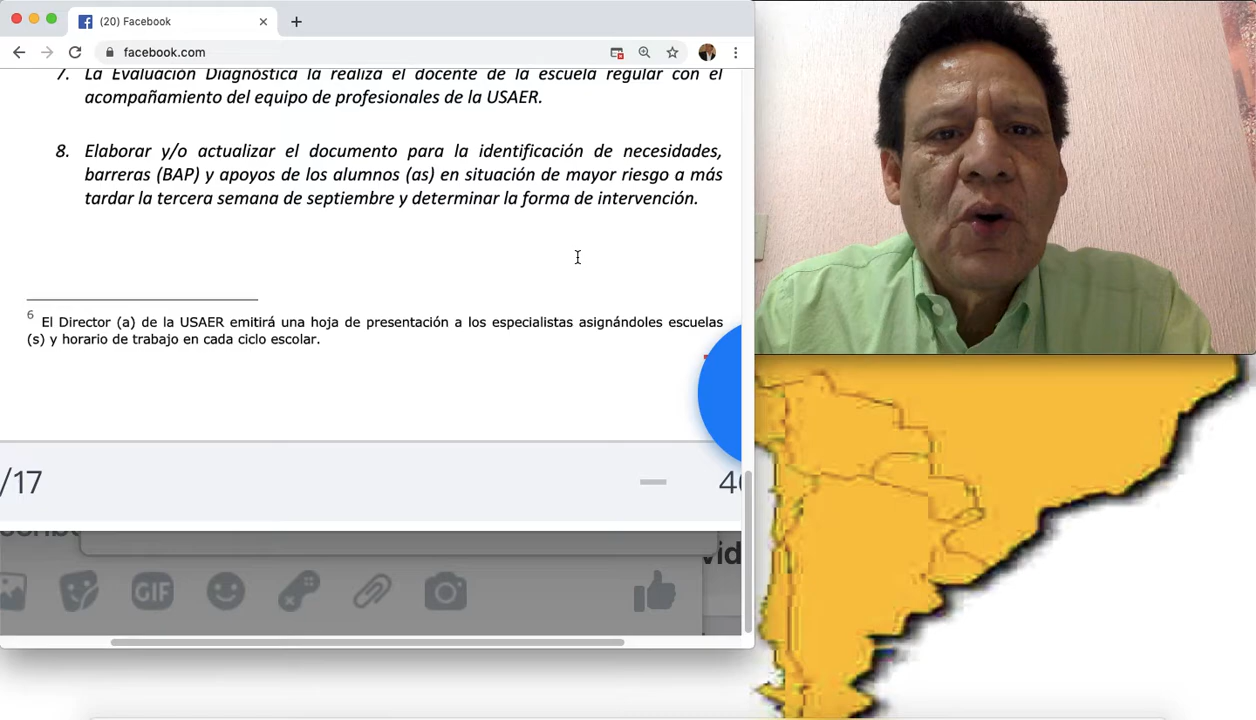 (20) Facebook
facebook.com
7. La Evaluación Diagnóstica la realiza el docente de la escuela regular con el
acompañamiento del equipo de profesionales de la USAER.
8. Elaborar y/o actualizar el documento para la identificación de necesidades,
barreras (BAP) y apoyos de los alumnos (as) en situación de mayor riesgo a más
tardar la tercera semana de septiembre y determinar la forma de intervención.
6 El Director (a) de la USAER emitirá una hoja de presentación a los especialistas asignándoles escuelas
(s) y horario de trabajo en cada ciclo escolar.
/17
GIF